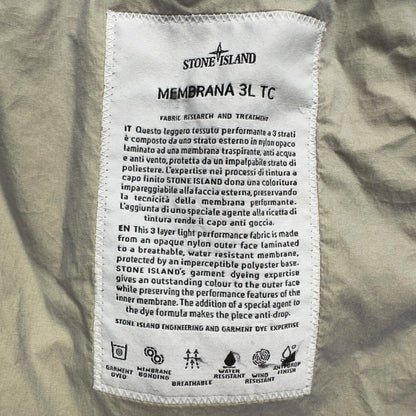 STONE ISLAND
MEMBRANA 3L TC
FABRIC RESEARCH AND TREATMENT
IT Questo leggero tessuto performante a 3 strati
è composto da uno strato esterno in nylon opaco
laminato ad una membrana traspirante, anti acqua
e anti vento, protetta da un impalpabile strato di
poliestere. L'expertise nei processi di tintura a
capo finito STONE ISLAND dona una coloritura
impareggiabile alla faccia esterna, preservando
la tecnicità della membrana performante.
L'aggiunta di uno speciale agente alla ricetta di
tintura rende il capo anti goccia.
EN This 3 layer light performance fabric is made
from an opaque nylon outer face laminated
to a breathable, water resistant membrane,
protected by an imperceptible polyester base.
STONE ISLAND's garment dyeing expertise
gives an outstanding colour to the outer face
while preserving the performance features of the
inner membrane. The addition of a special agent to
the dye formula makes the piece anti-drop.
STONE ISLAND ENGINEERING AND GARMENT DYE EXPERTISE
GARMENT DYED
MEMBRANE BONDING
BREATHABLE
WATER RESISTANT
WIND RESISTANT
ANTI-DROP FINISH